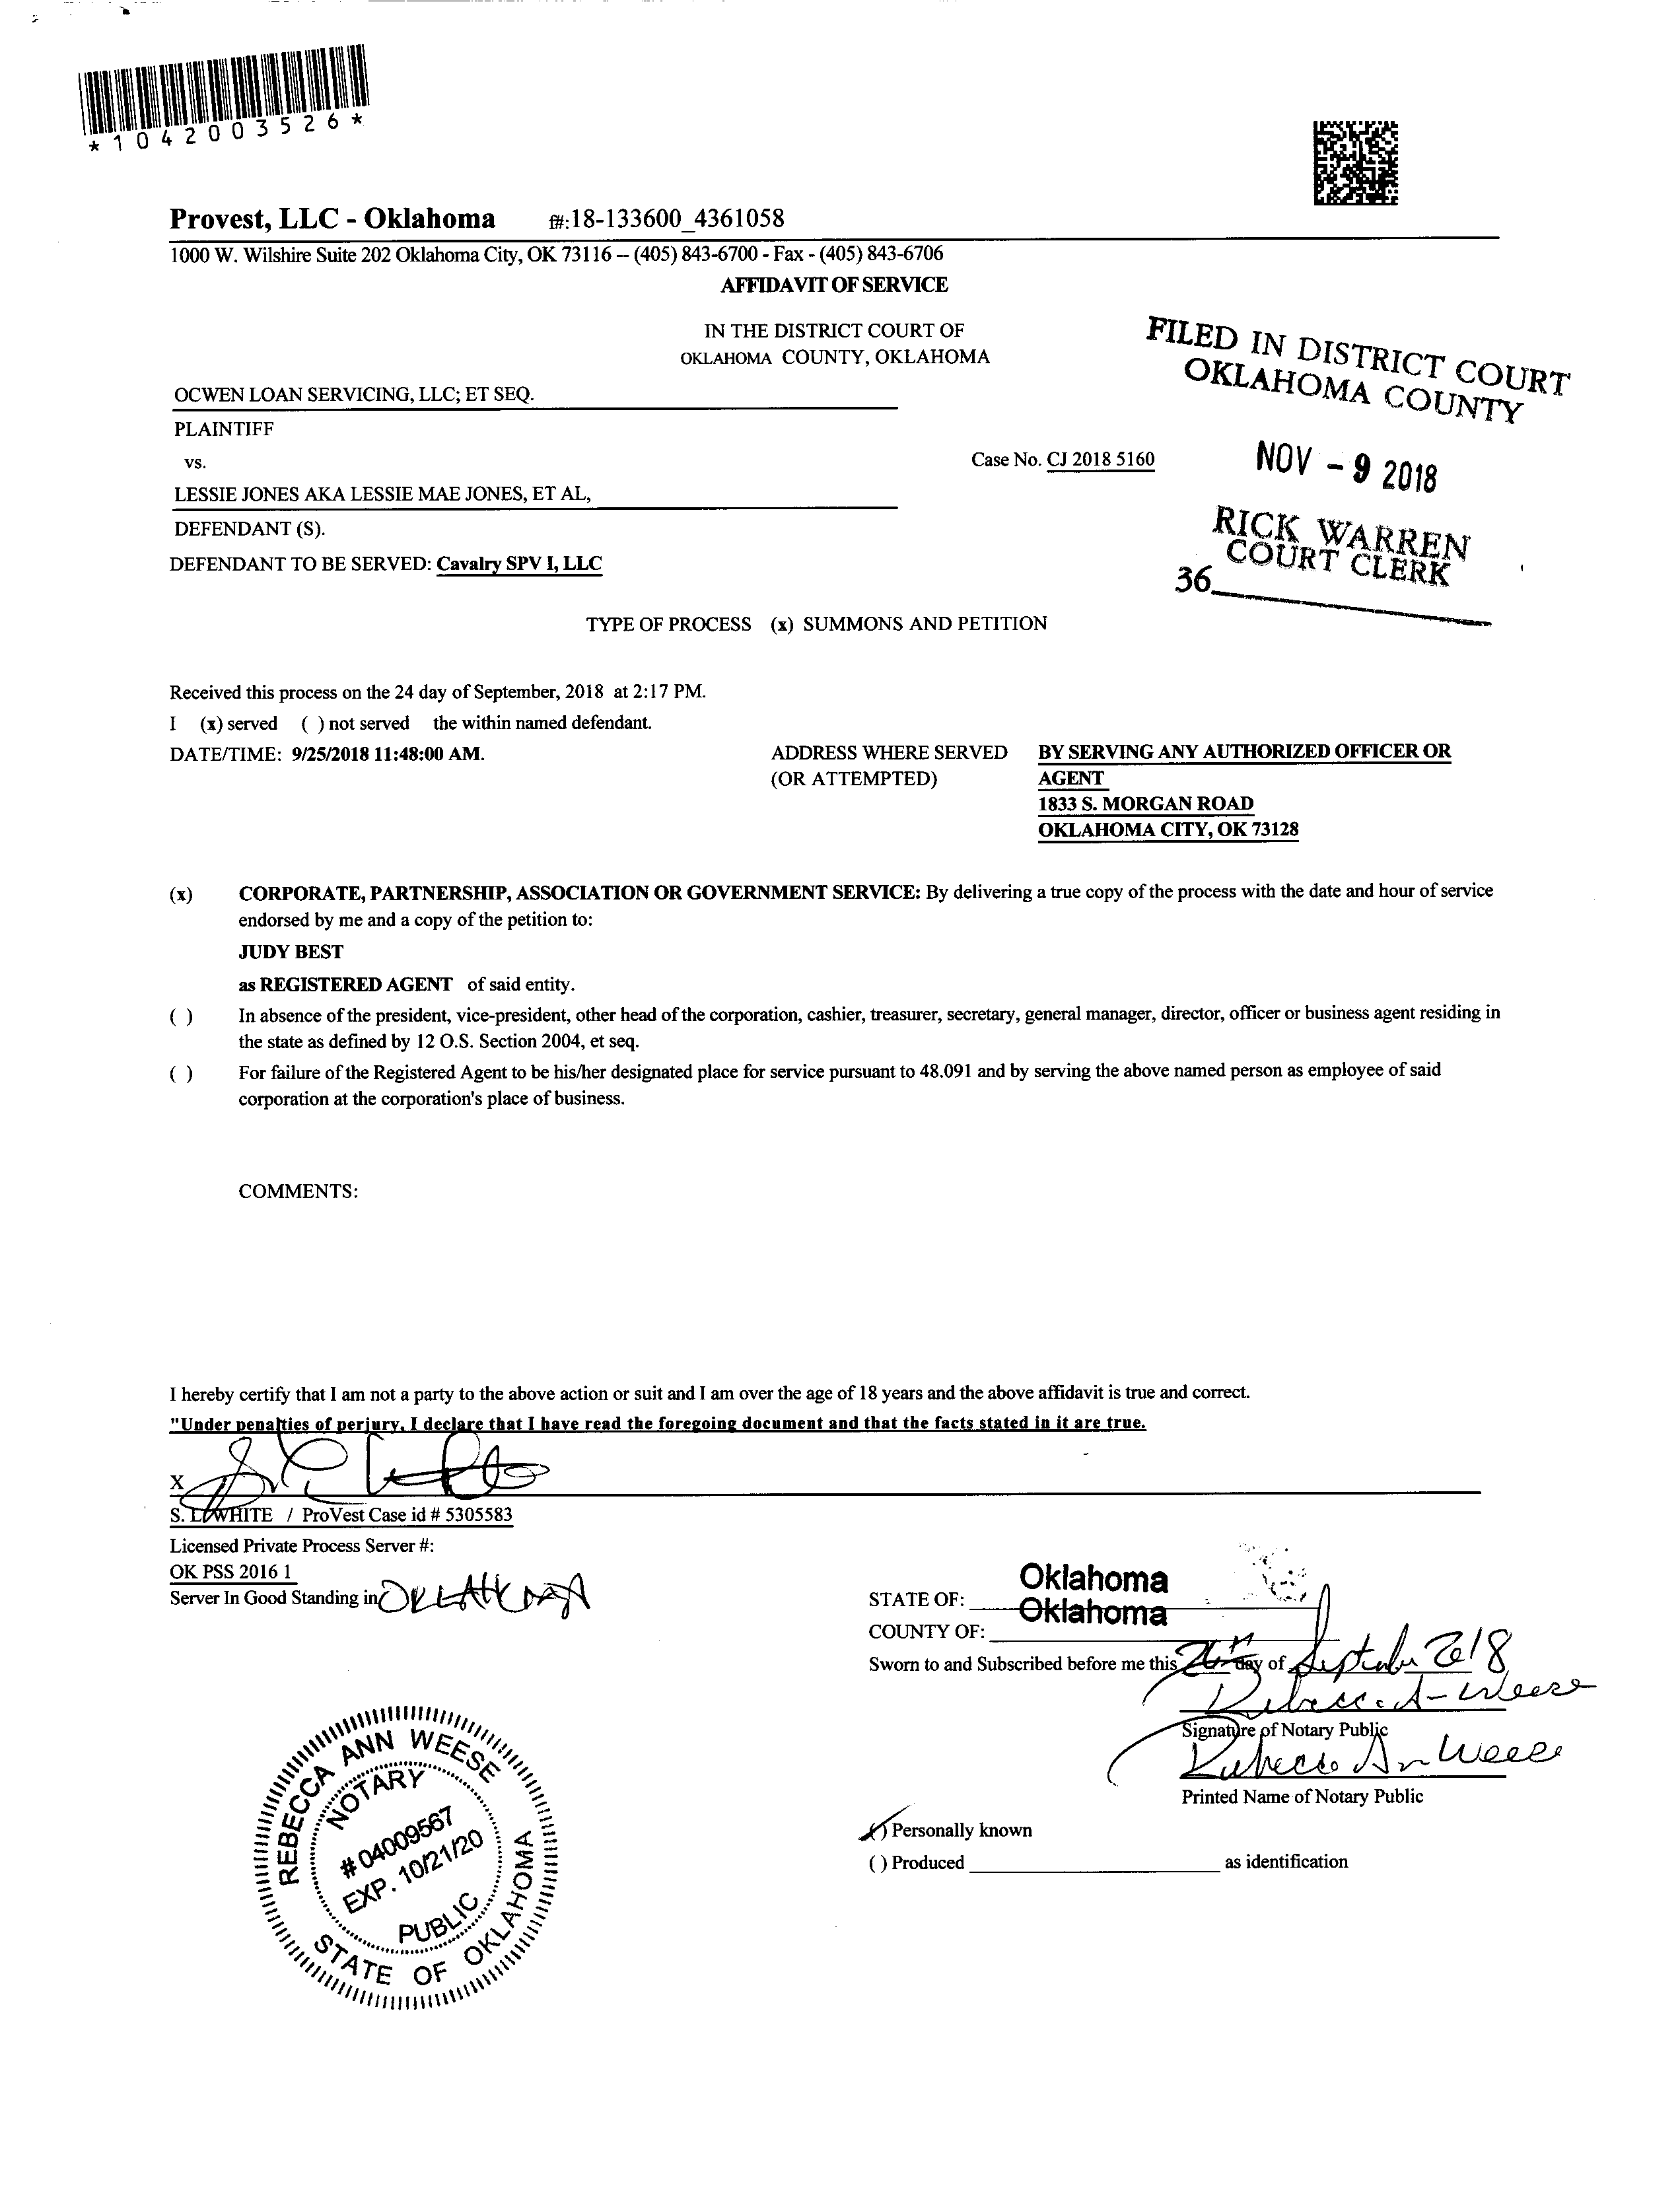 *1042003526*
Provest, LLC - Oklahoma f#:18-133600_4361058
1000 W. Wilshire Suite 202 Oklahoma City, OK 73116 -- (405) 843-6700 - Fax - (405) 843-6706
AFFIDAVIT OF SERVICE
IN THE DISTRICT COURT OF
OKLAHOMA COUNTY, OKLAHOMA
FILED IN DISTRICT COURT
OKLAHOMA COUNTY
NOV - 9 2018
RICK WARREN
COURT CLERK
36
OCWEN LOAN SERVICING, LLC; ET SEQ.
PLAINTIFF
vs.
Case No. CJ 2018 5160
LESSIE JONES AKA LESSIE MAE JONES, ET AL,
DEFENDANT (S).
DEFENDANT TO BE SERVED: Cavalry SPV I, LLC
TYPE OF PROCESS (x) SUMMONS AND PETITION
Received this process on the 24 day of September, 2018 at 2:17 PM.
I (x) served ( ) not served the within named defendant.
DATE/TIME: 9/25/2018 11:48:00 AM.
ADDRESS WHERE SERVED
(OR ATTEMPTED)
BY SERVING ANY AUTHORIZED OFFICER OR
AGENT
1833 S. MORGAN ROAD
OKLAHOMA CITY, OK 73128
(x) CORPORATE, PARTNERSHIP, ASSOCIATION OR GOVERNMENT SERVICE: By delivering a true copy of the process with the date and hour of service
endorsed by me and a copy of the petition to:
JUDY BEST
as REGISTERED AGENT of said entity.
( ) In absence of the president, vice-president, other head of the corporation, cashier, treasurer, secretary, general manager, director, officer or business agent residing in
the state as defined by 12 O.S. Section 2004, et seq.
( ) For failure of the Registered Agent to be his/her designated place for service pursuant to 48.091 and by serving the above named person as employee of said
corporation at the corporation's place of business.
COMMENTS:
I hereby certify that I am not a party to the above action or suit and I am over the age of 18 years and the above affidavit is true and correct.
"Under penalties of perjury, I declare that I have read the foregoing document and that the facts stated in it are true.
X
S. L. WHITE / ProVest Case id # 5305583
Licensed Private Process Server #:
OK PSS 2016 1
Server In Good Standing in OKLAHOMA
STATE OF: Oklahoma
COUNTY OF: Oklahoma
Sworn to and Subscribed before me this 26th day of September 2018
Rebecca A Weese
Signature of Notary Public
Rebecca Ann Weese
Printed Name of Notary Public
( ) Personally known
( ) Produced as identification
REBECCA ANN WEESE
NOTARY
# 04009567
EXP. 10/21/20
PUBLIC
STATE OF OKLAHOMA